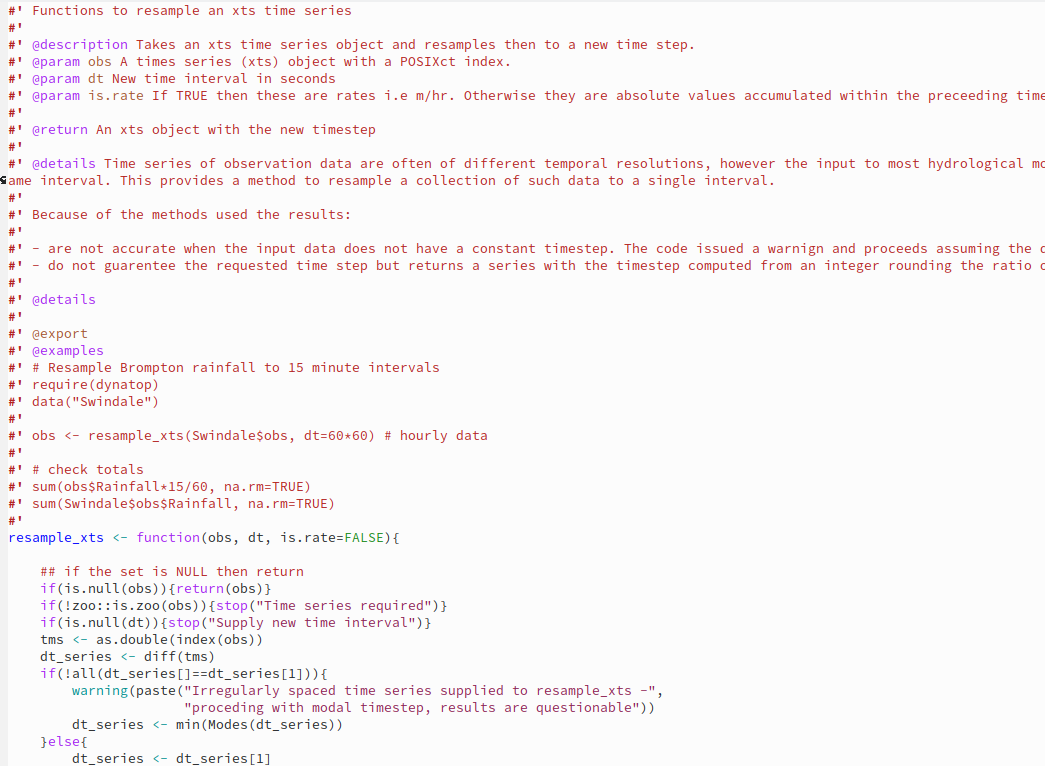 #' Functions to resample an xts time series
#'
#' @description Takes an xts time series object and resamples then to a new time step.
#' @param obs A times series (xts) object with a POSIXct index.
#' @param dt New time interval in seconds
#' @param is.rate If TRUE then these are rates i.e m/hr. Otherwise they are absolute values accumulated within the preceeding time
#'
#' @return An xts object with the new timestep
#'
#' @details Time series of observation data are often of different temporal resolutions, however the input to most hydrological mo
ame interval. This provides a method to resample a collection of such data to a single interval.
#'
#' Because of the methods used the results:
#'
#' - are not accurate when the input data does not have a constant timestep. The code issued a warnign and proceeds assuming the
#' - do not guarentee the requested time step but returns a series with the timestep computed from an integer rounding the ratio
#'
#' @details
#'
#' @export
#' @examples
#' # Resample Brompton rainfall to 15 minute intervals
#' require(dynatop)
#' data("Swindale")
#'
#' obs <- resample_xts(Swindale$obs, dt=60*60) # hourly data
#'
#' # check totals
#' sum(obs$Rainfall*15/60, na.rm=TRUE)
#' sum(Swindale$obs$Rainfall, na.rm=TRUE)
#'
resample_xts <- function(obs, dt, is.rate=FALSE){
## if the set is NULL then return
if(is.null(obs)){return(obs)}
if(!zoo::is.zoo(obs)){stop("Time series required")}
if(is.null(dt)){stop("Supply new time interval")}
tms <- as.double(index(obs))
dt_series <- diff(tms)
if(!all(dt_series[]==dt_series[1])){
warning(paste("Irregularly spaced time series supplied to resample_xts -",
"proceding with modal timestep, results are questionable"))
dt_series <- min(Modes(dt_series))
}else{
dt_series <- dt_series[1]